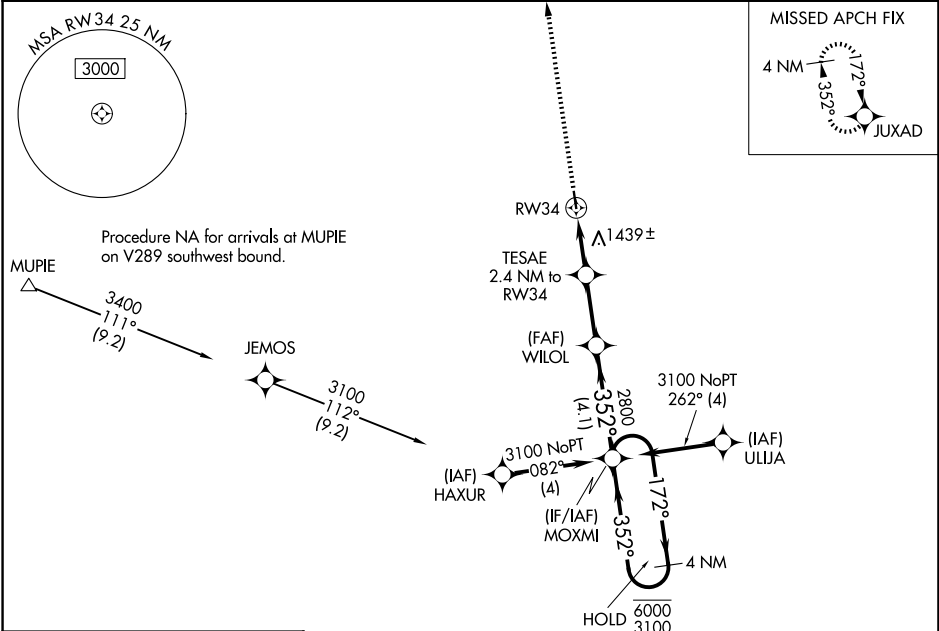 MSA RW34 25 NM
3000
MISSED APCH FIX
4 NM
172°
352°
JUXAD
RW34
1439±
Procedure NA for arrivals at MUPIE
on V289 southwest bound.
TESAE
2.4 NM to
RW34
MUPIE
3400
111°
(9.2)
(FAF)
WILOL
JEMOS
3100
112°
(9.2)
352°
2800
(4.1)
3100 NoPT
262° (4)
(IAF)
ULIJA
3100 NoPT
082°
(4)
(IAF)
HAXUR
(IF/IAF)
MOXMI
172°
352°
4 NM
HOLD
6000
3100